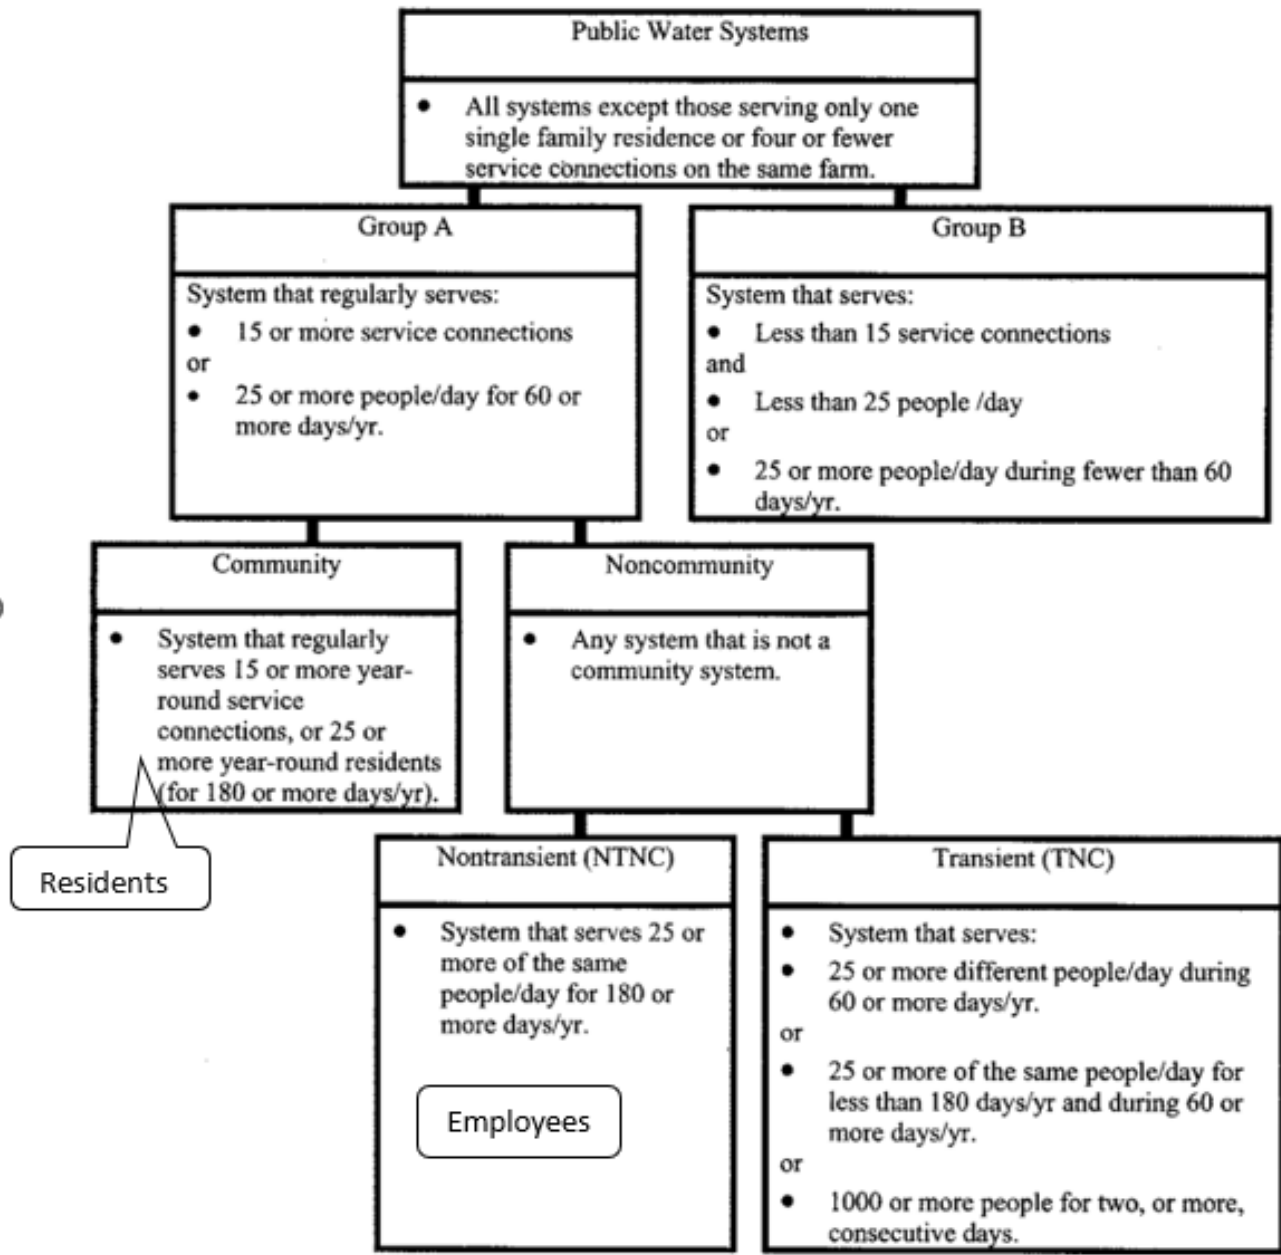 Public Water Systems
• All systems except those serving only one
single family residence or four or fewer
service connections on the same farm.
Group A
System that regularly serves:
• 15 or more service connections
or
• 25 or more people/day for 60 or
more days/yr.
Group B
System that serves:
• Less than 15 service connections
and
• Less than 25 people /day
or
• 25 or more people/day during fewer than 60
days/yr.
Community
• System that regularly
serves 15 or more year-
round service
connections, or 25 or
more year-round residents
(for 180 or more days/yr).
Residents
Noncommunity
• Any system that is not a
community system.
Nontransient (NTNC)
• System that serves 25 or
more of the same
people/day for 180 or
more days/yr.
Employees
Transient (TNC)
• System that serves:
• 25 or more different people/day during
60 or more days/yr.
or
• 25 or more of the same people/day for
less than 180 days/yr and during 60 or
more days/yr.
or
• 1000 or more people for two, or more,
consecutive days.